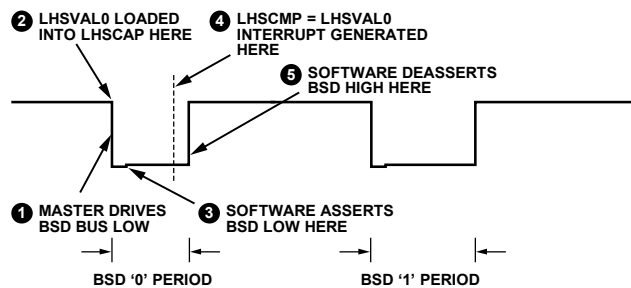 2 LHSVAL0 LOADED
INTO LHSCAP HERE
4 LHSCMP = LHSVAL0
INTERRUPT GENERATED
HERE
5 SOFTWARE DEASSERTS
BSD HIGH HERE
1 MASTER DRIVES
BSD BUS LOW
3 SOFTWARE ASSERTS
BSD LOW HERE
BSD ‘0’ PERIOD
BSD ‘1’ PERIOD